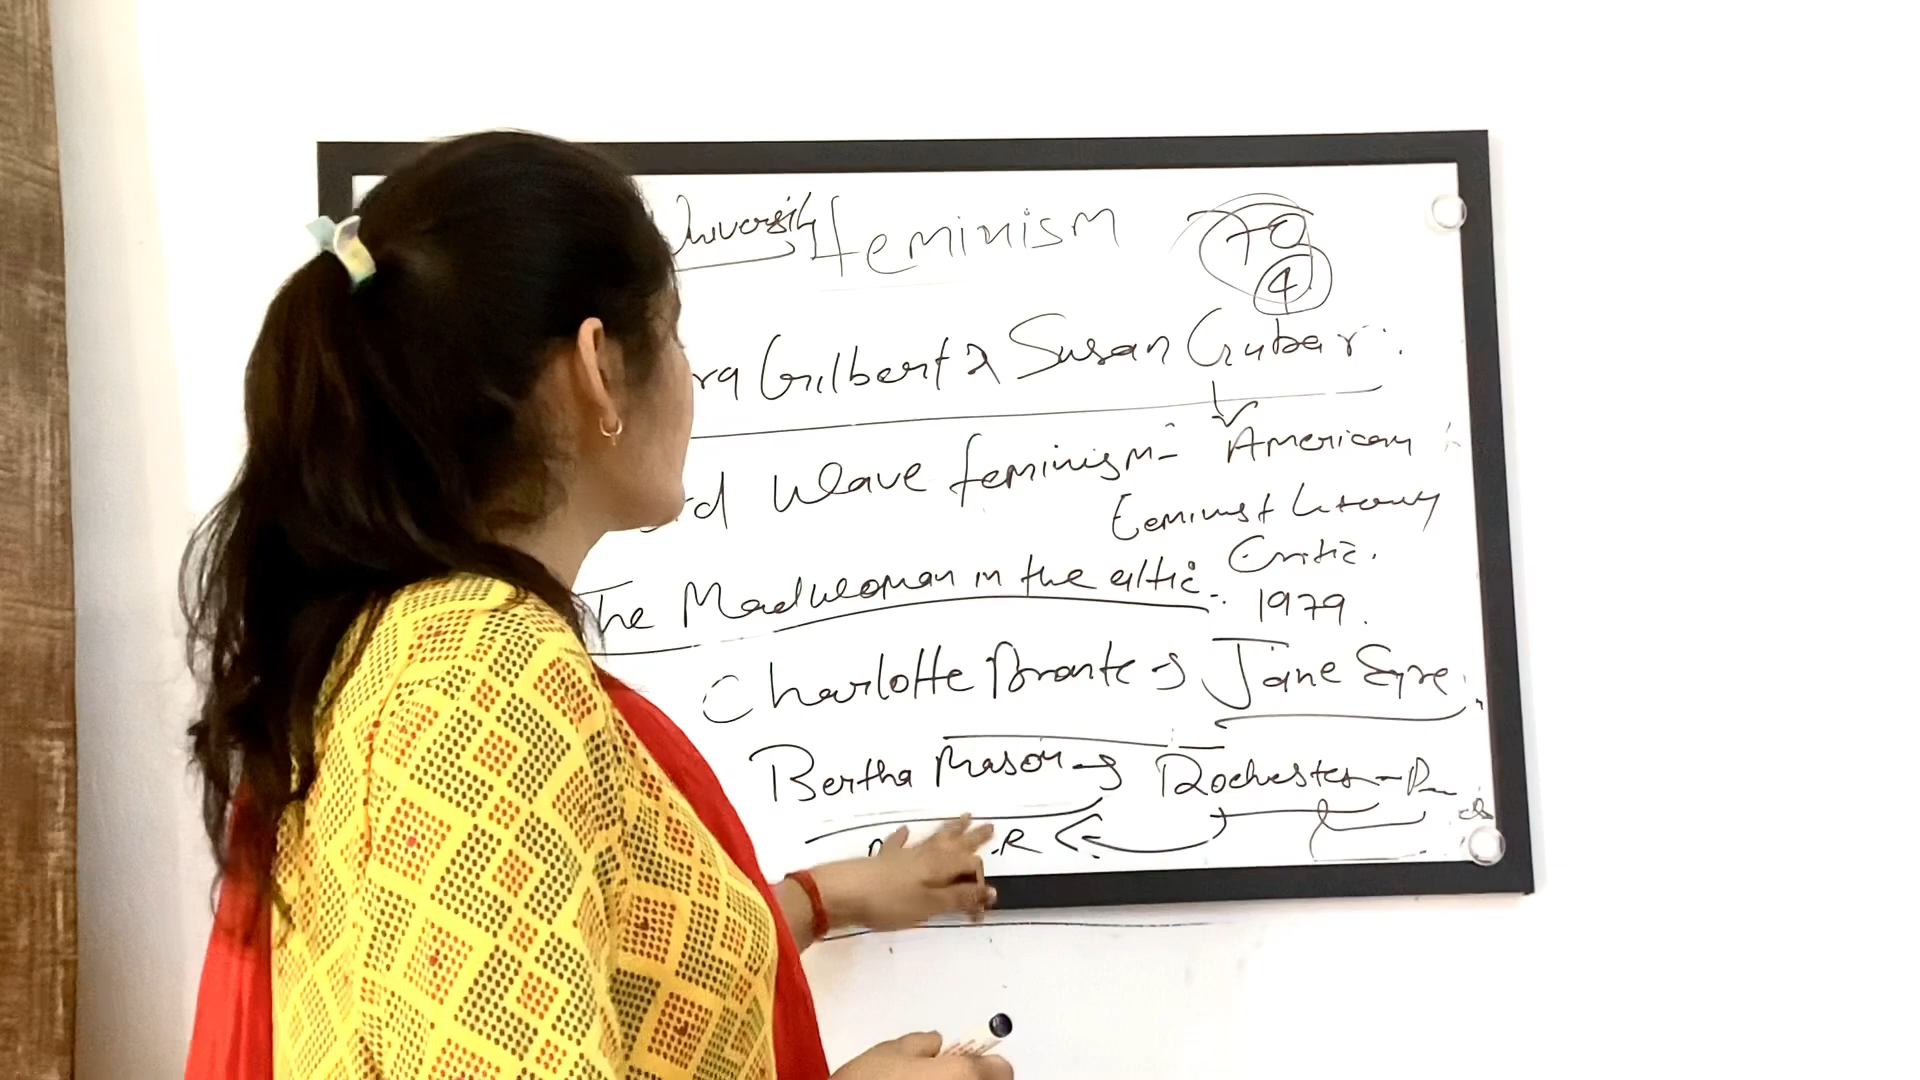 University feminism 70
4
ra Gilbert & Susan Gubar.
rd Wave feminism - American
Feminist Literary
The Madwoman in the attic. Critic.
1979.
Charlotte Bronte → Jane Eyre.
Bertha Mason → Rochester -
R